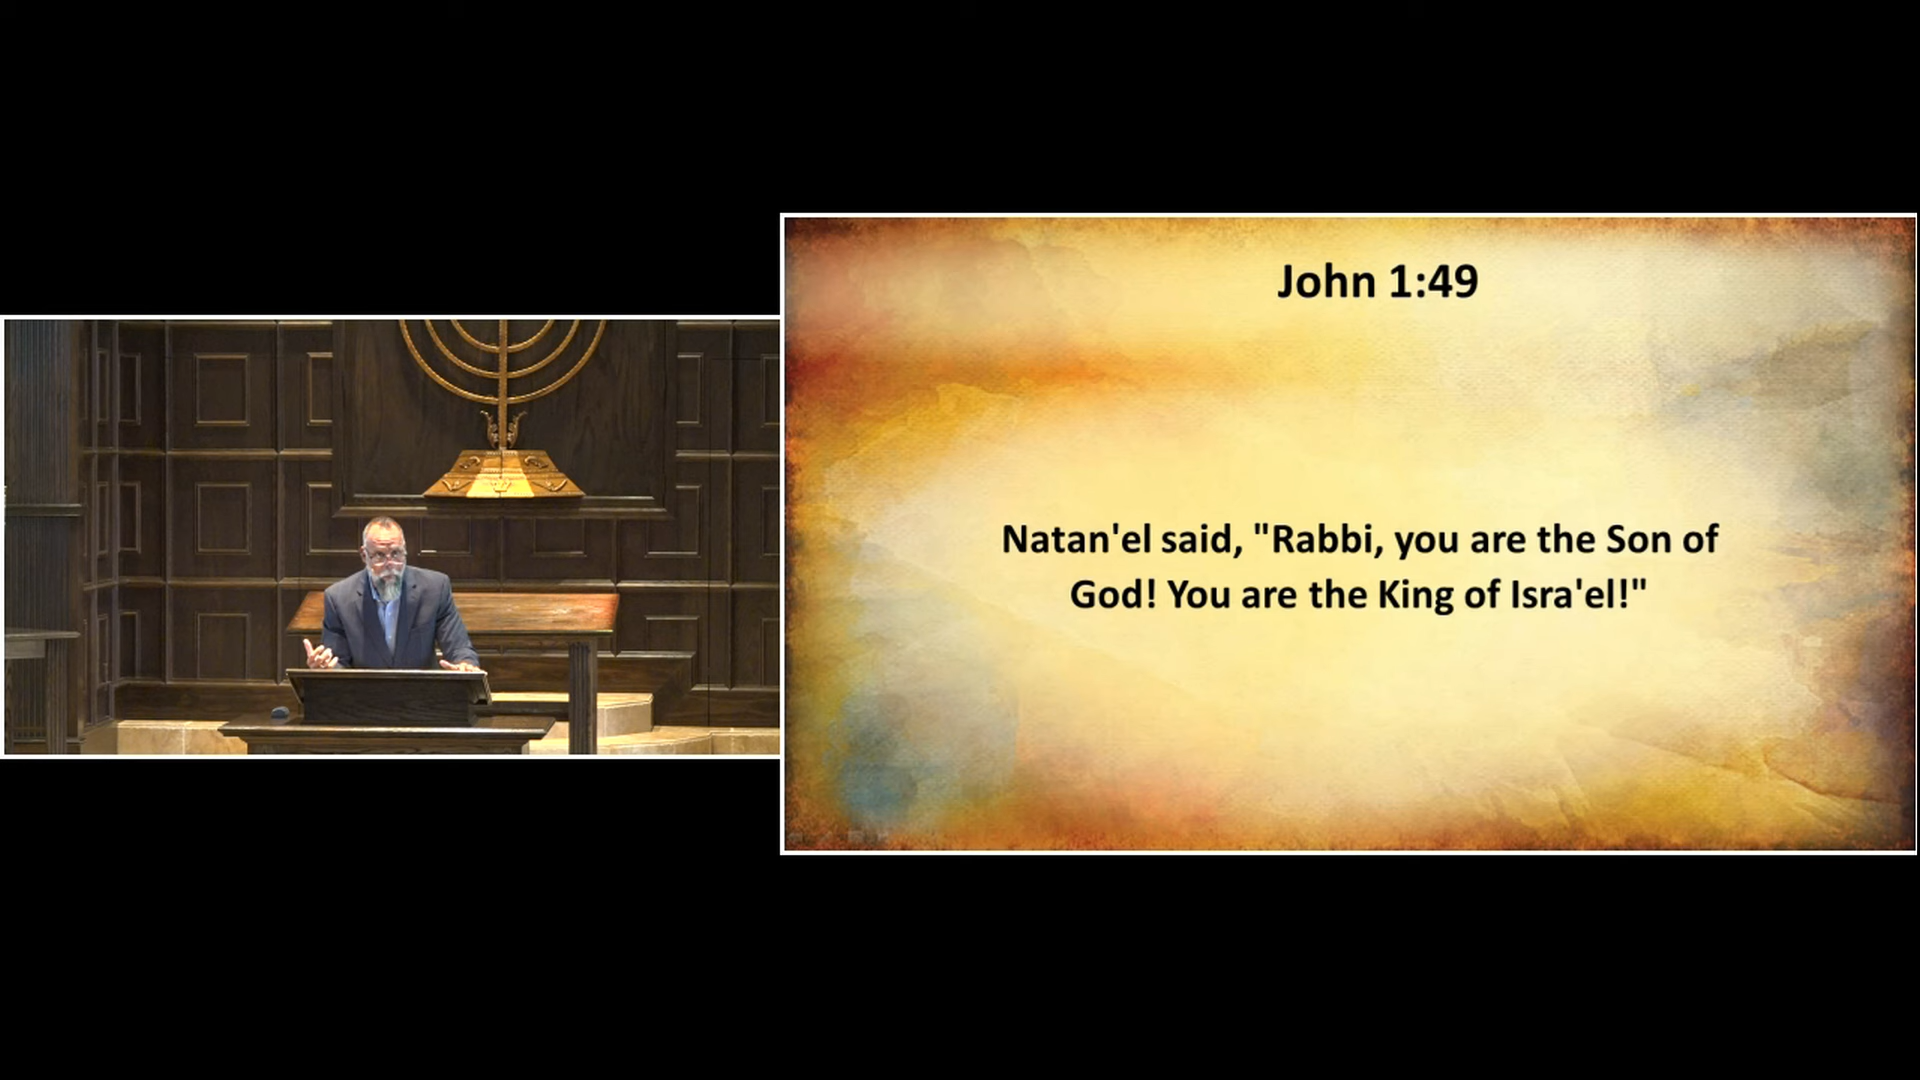 John 1:49
Natan'el said, "Rabbi, you are the Son of
God! You are the King of Isra'el!"